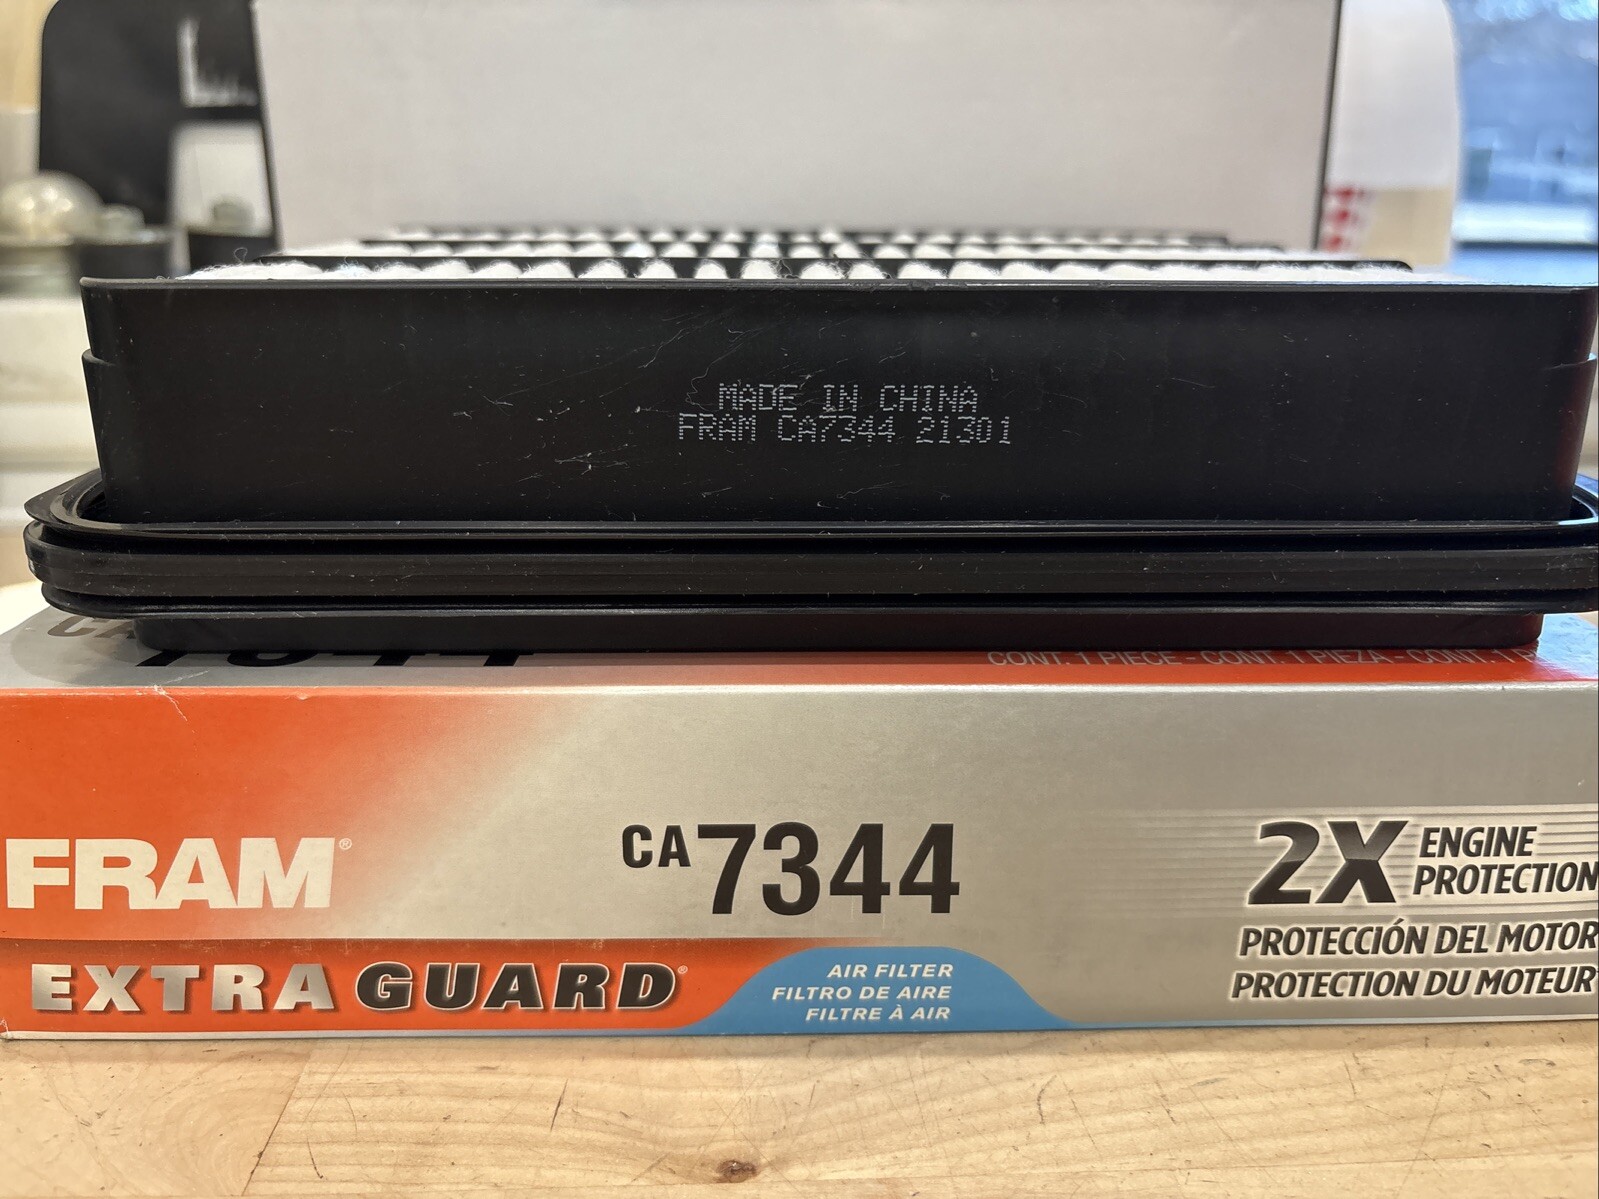 MADE IN CHINA
FRAM CA7344 21301
CONT. 1 PIECE - CONT. 1 PIEZA - CONT. 1
FRAM®
CA7344
2X ENGINE PROTECTION
PROTECCIÓN DEL MOTOR
PROTECTION DU MOTEUR
EXTRA GUARD®
AIR FILTER
FILTRO DE AIRE
FILTRE À AIR